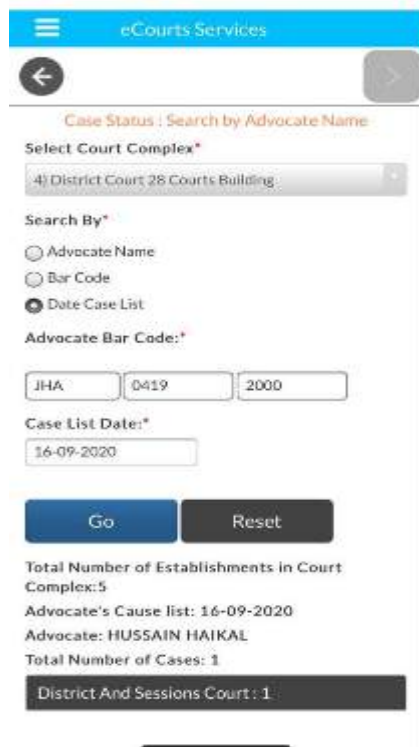 eCourts Services
Case Status : Search by Advocate Name
Select Court Complex*
4) District Court 28 Courts Building
Search By*
Advocate Name
Bar Code
Date Case List
Advocate Bar Code:*
JHA 0419 2000
Case List Date:*
16-09-2020
Go Reset
Total Number of Establishments in Court
Complex:5
Advocate's Cause list: 16-09-2020
Advocate: HUSSAIN HAIKAL
Total Number of Cases: 1
District And Sessions Court : 1